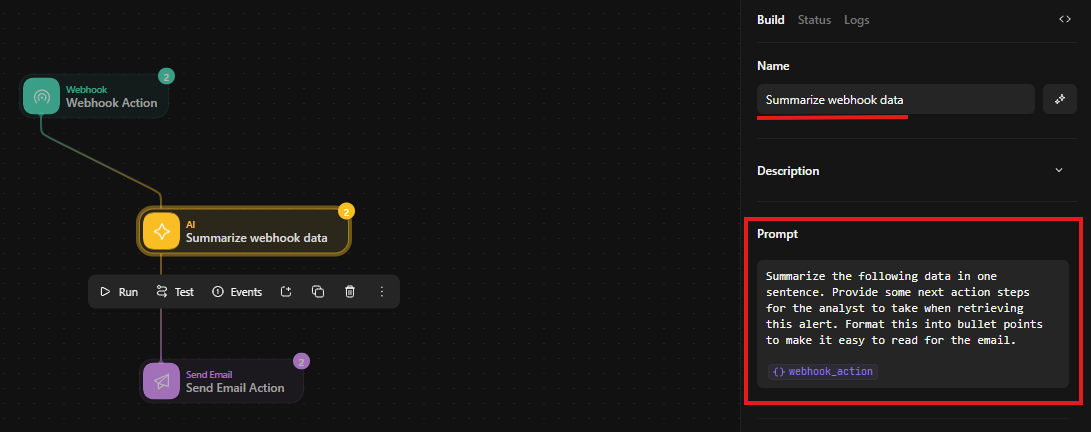 Build Status Logs
Name
Summarize webhook data
Description
Prompt
Summarize the following data in one
sentence. Provide some next action steps
for the analyst to take when retrieving
this alert. Format this into bullet points
to make it easy to read for the email.
{} webhook_action
2
Webhook
Webhook Action
2
AI
Summarize webhook data
Run Test Events
2
Send Email
Send Email Action